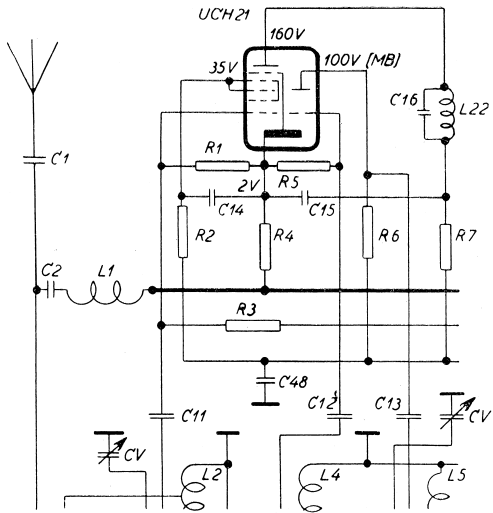 UCH21
160V
100V [MB]
35V
C16
L22
C1
R1
R5
2V
C14
C15
R2
R4
R6
R7
C2
L1
R3
C48
C11
C12
C13
CV
CV
L2
L4
L5